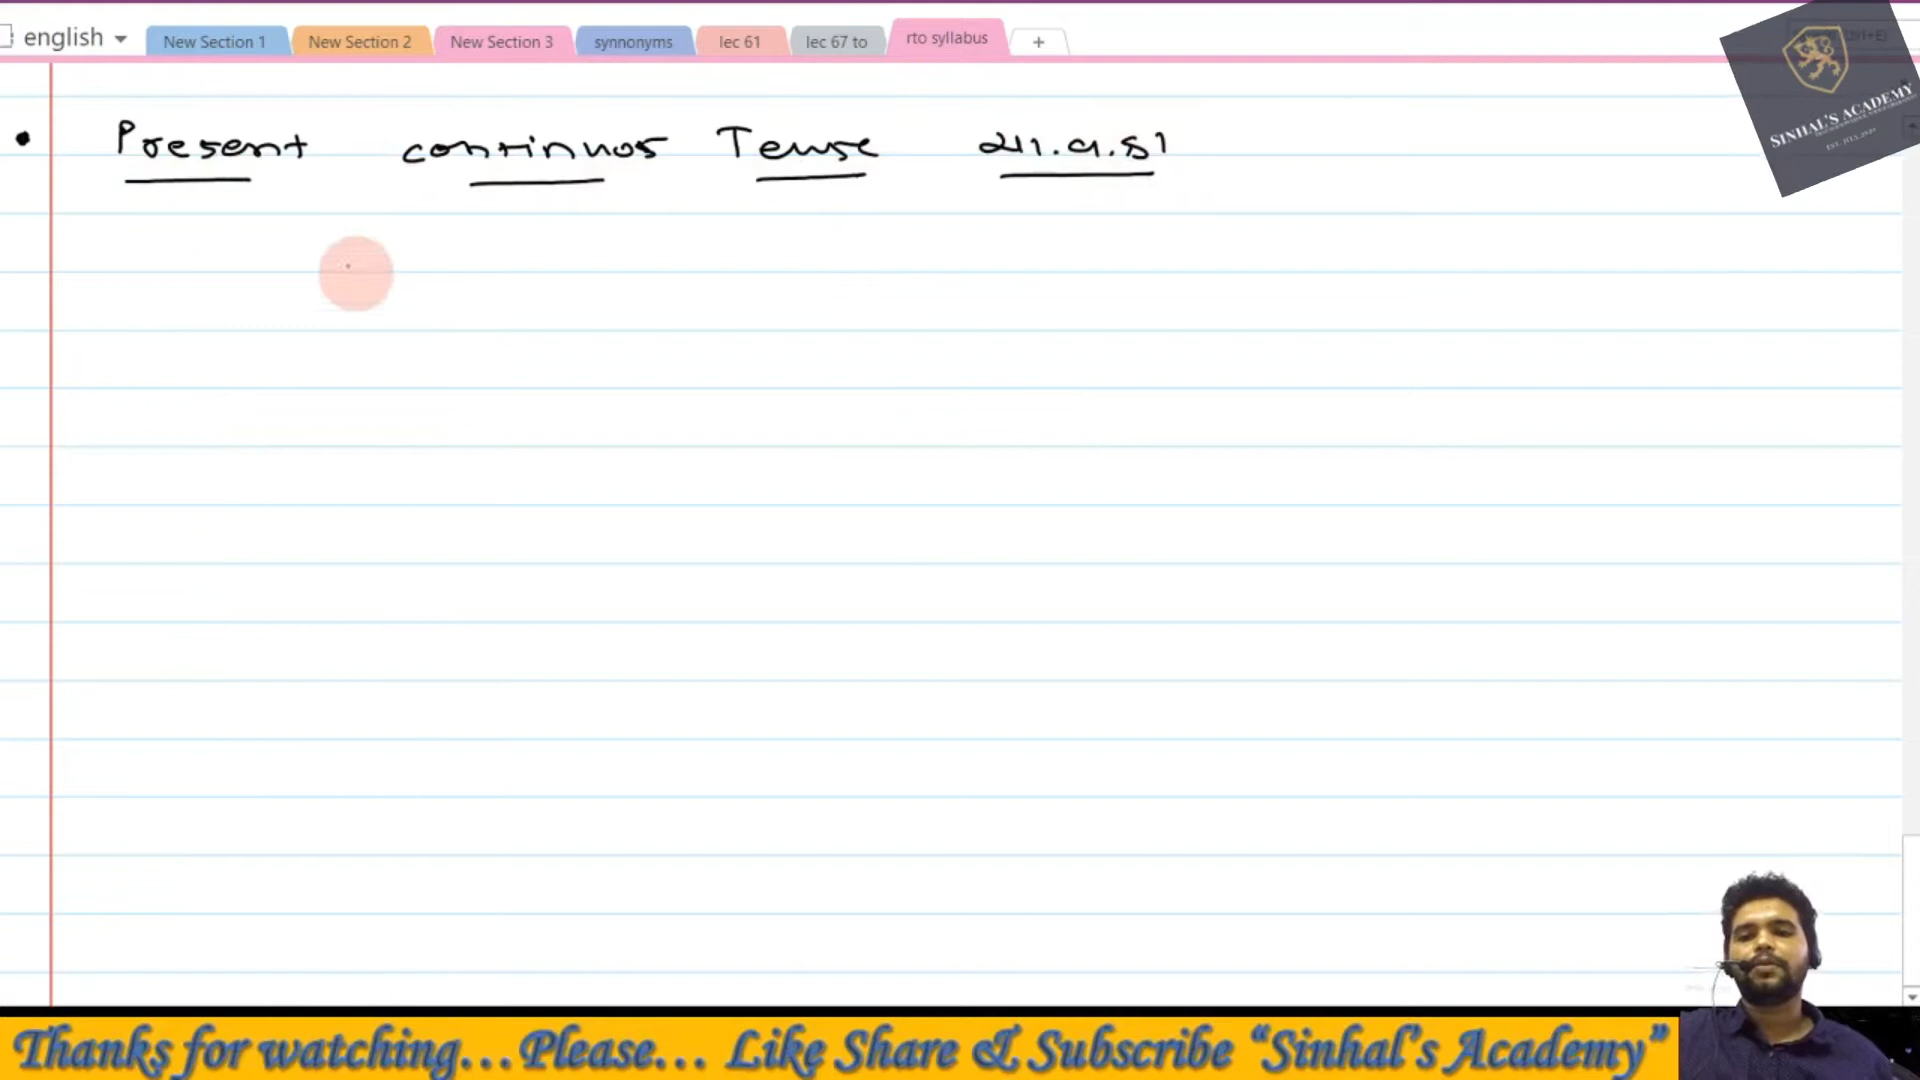 english
New Section 1 New Section 2 New Section 3 synnonyms lec 61 lec 67 to rto syllabus +
SINHAL'S ACADEMY
• Present continuos Tense ચા.વ.કા
Thanks for watching... Please... Like Share & Subscribe “Sinhal’s Academy”